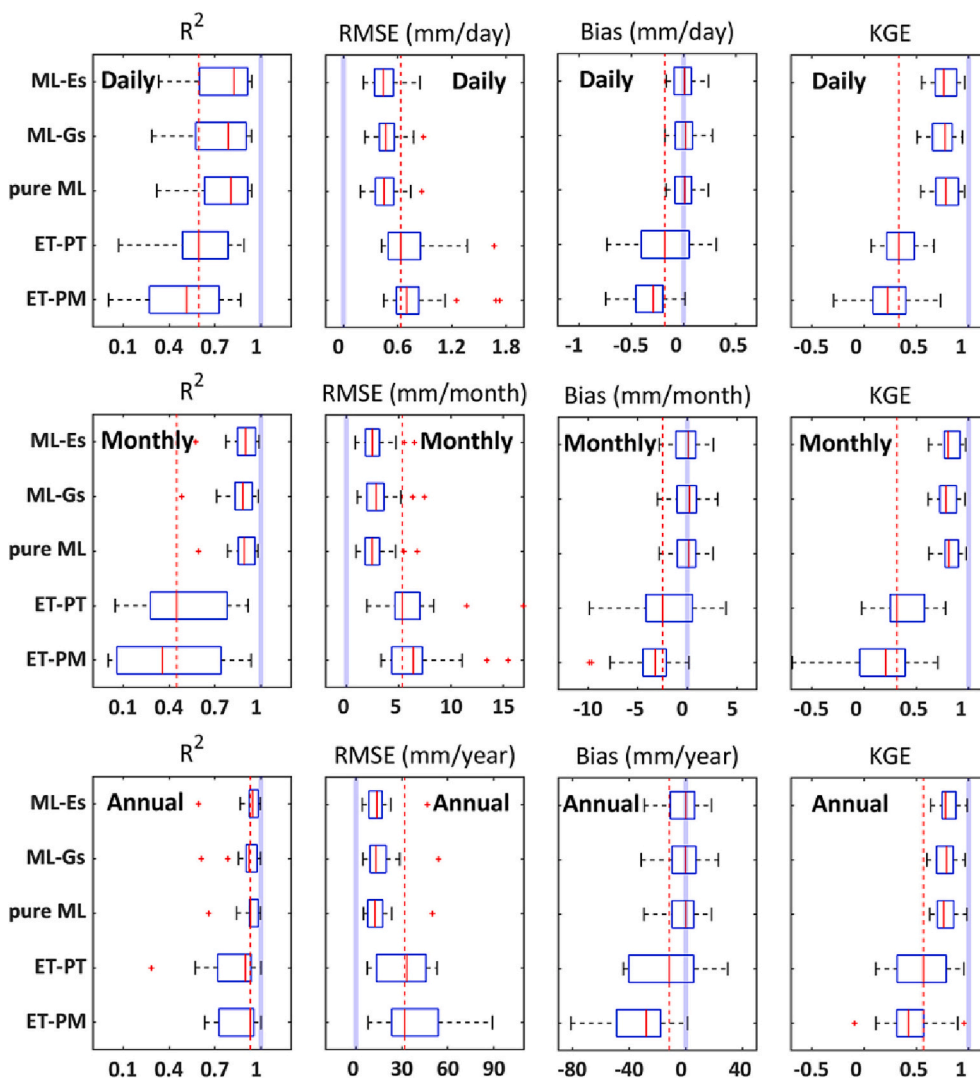 R² RMSE (mm/day) Bias (mm/day) KGE
Daily Daily Daily Daily
ML-Es
ML-Gs
pure ML
ET-PT
ET-PM
0.1 0.4 0.7 1 0 0.6 1.2 1.8 -1 -0.5 0 0.5 -0.5 0 0.5 1
R² RMSE (mm/month) Bias (mm/month) KGE
Monthly Monthly Monthly Monthly
ML-Es
ML-Gs
pure ML
ET-PT
ET-PM
0.1 0.4 0.7 1 0 5 10 15 -10 -5 0 5 -0.5 0 0.5 1
R² RMSE (mm/year) Bias (mm/year) KGE
Annual Annual Annual Annual
ML-Es
ML-Gs
pure ML
ET-PT
ET-PM
0.1 0.4 0.7 1 0 30 60 90 -80 -40 0 40 -0.5 0 0.5 1